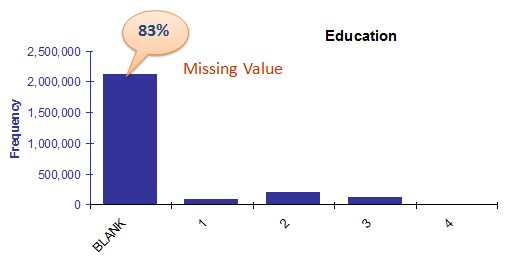 83%
Education
Missing Value
Frequency
2,500,000
2,000,000
1,500,000
1,000,000
500,000
0
BLANK
1
2
3
4